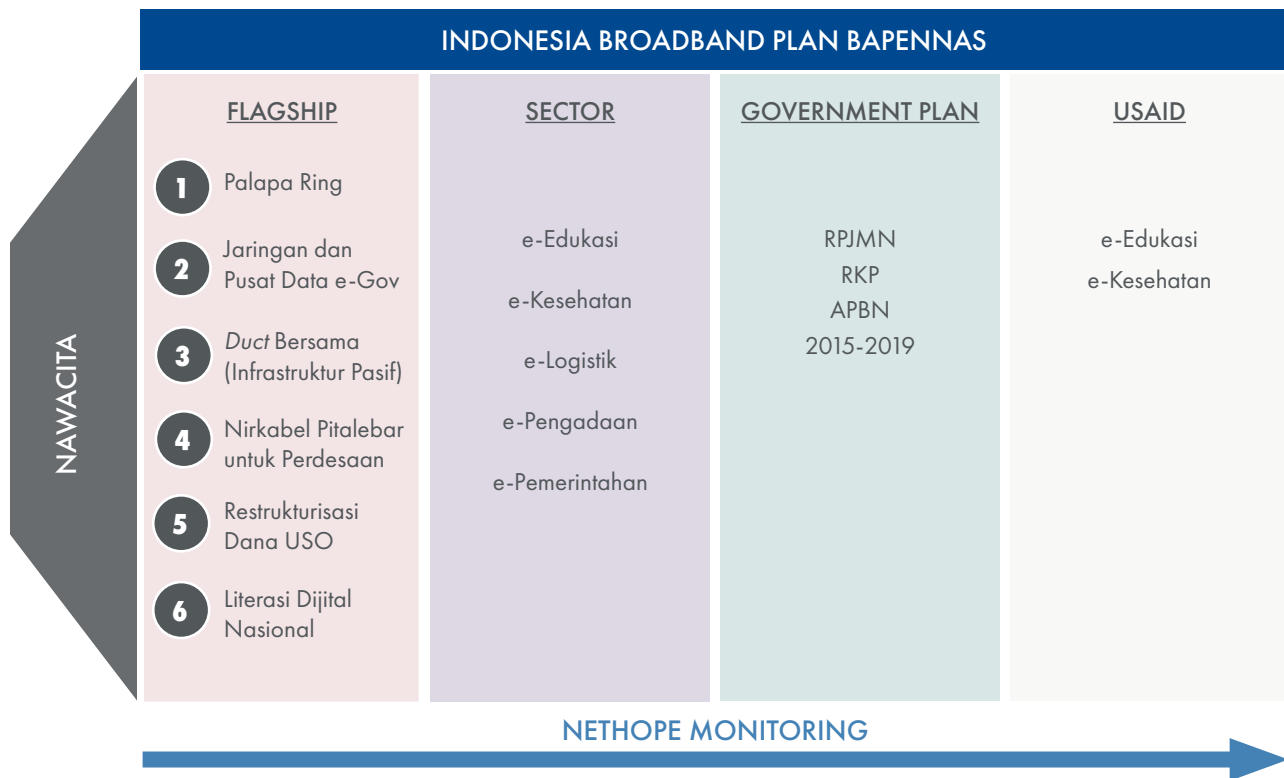 INDONESIA BROADBAND PLAN BAPENNAS
NAWACITA
FLAGSHIP
1 Palapa Ring
2 Jaringan dan
Pusat Data e-Gov
3 Duct Bersama
(Infrastruktur Pasif)
4 Nirkabel Pitalebar
untuk Perdesaan
5 Restrukturisasi
Dana USO
6 Literasi Dijital
Nasional
SECTOR
e-Edukasi
e-Kesehatan
e-Logistik
e-Pengadaan
e-Pemerintahan
GOVERNMENT PLAN
RPJMN
RKP
APBN
2015-2019
USAID
e-Edukasi
e-Kesehatan
NETHOPE MONITORING